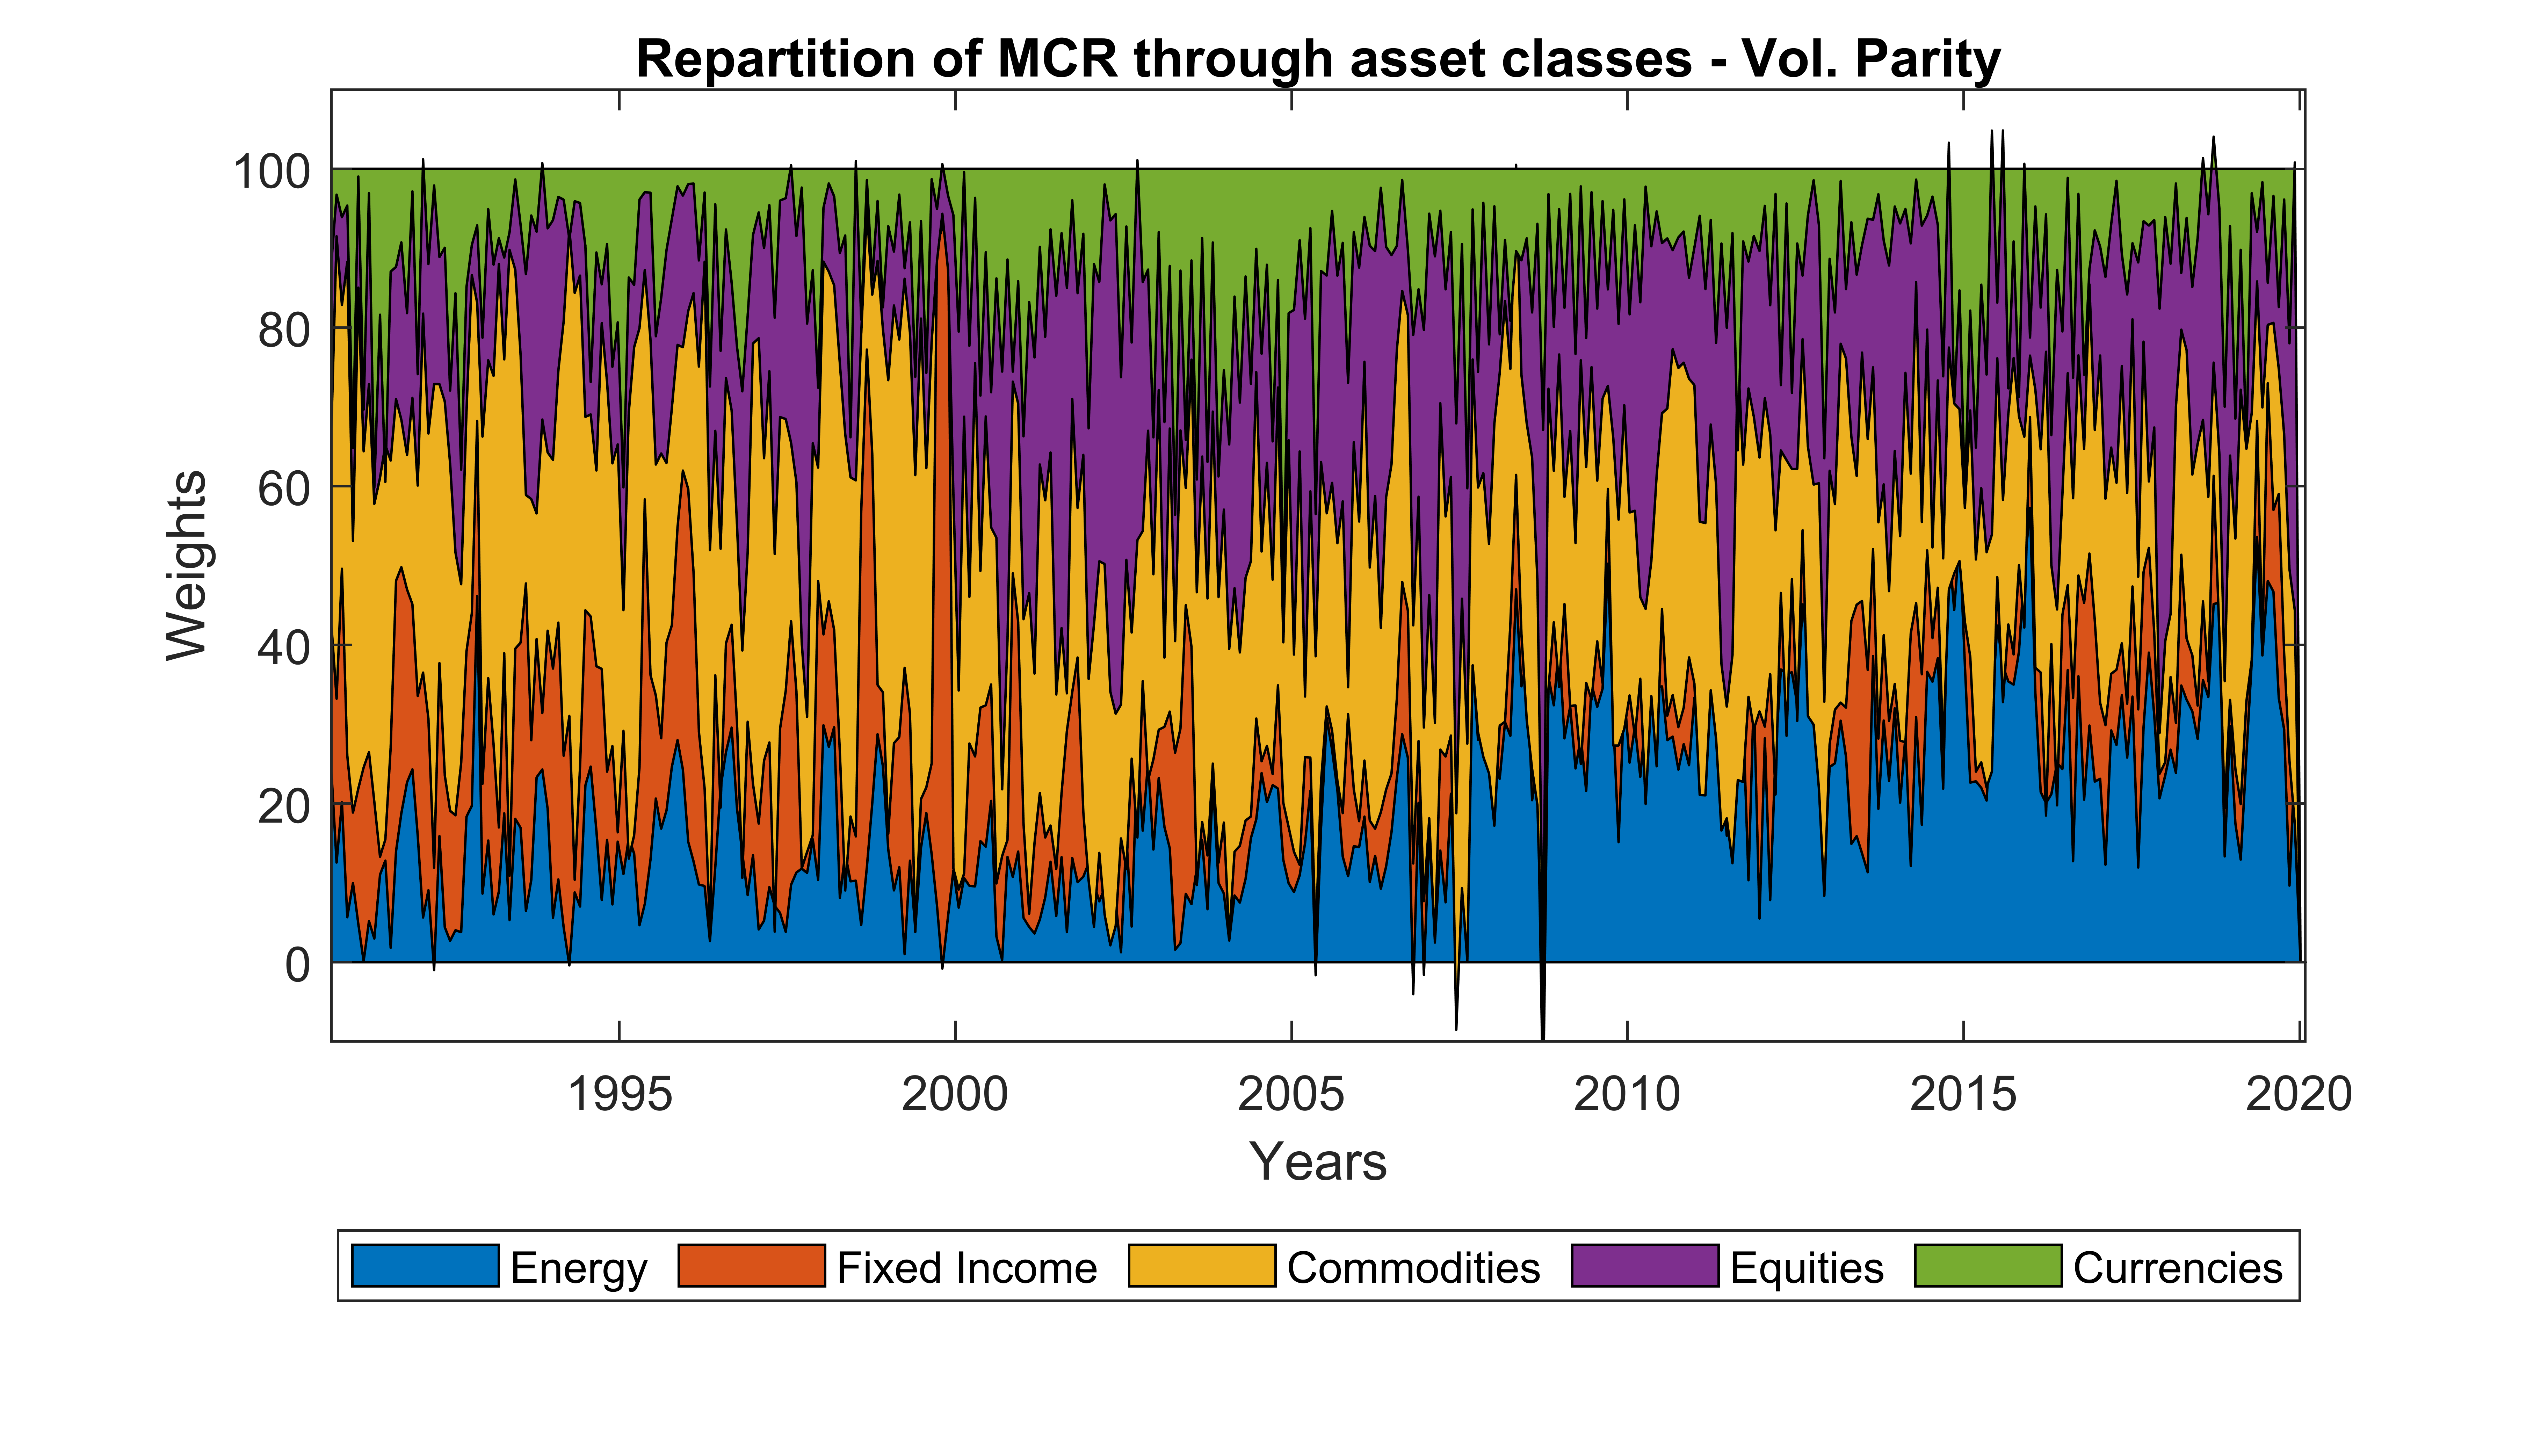 Repartition of MCR through asset classes - Vol. Parity
100
80
60
40
20
0
Weights
1995 2000 2005 2010 2015 2020
Years
Energy Fixed Income Commodities Equities Currencies